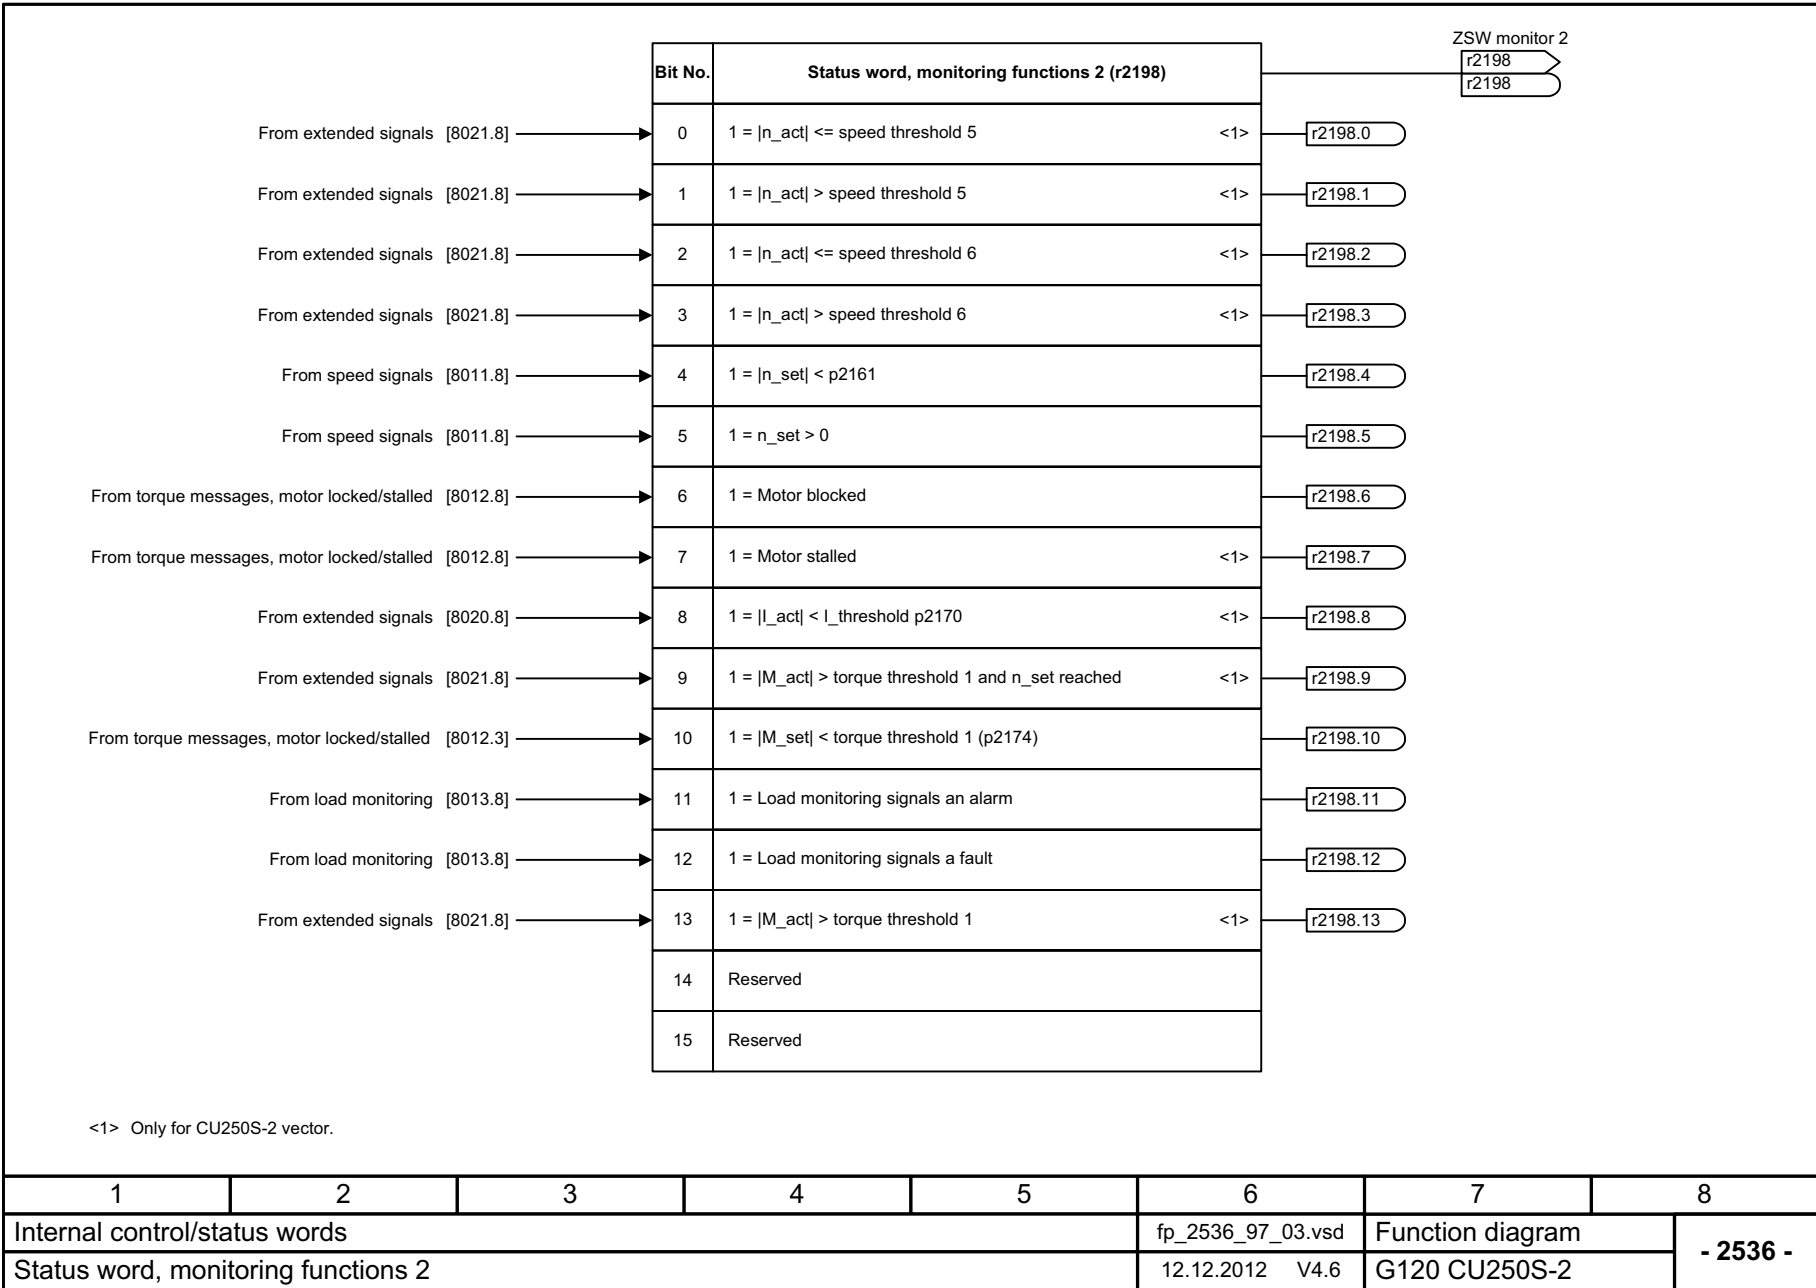 ZSW monitor 2
Bit No. Status word, monitoring functions 2 (r2198) r2198
r2198
From extended signals [8021.8] 0 1 = |n_act| <= speed threshold 5 <1> r2198.0
From extended signals [8021.8] 1 1 = |n_act| > speed threshold 5 <1> r2198.1
From extended signals [8021.8] 2 1 = |n_act| <= speed threshold 6 <1> r2198.2
From extended signals [8021.8] 3 1 = |n_act| > speed threshold 6 <1> r2198.3
From speed signals [8011.8] 4 1 = |n_set| < p2161 r2198.4
From speed signals [8011.8] 5 1 = n_set > 0 r2198.5
From torque messages, motor locked/stalled [8012.8] 6 1 = Motor blocked r2198.6
From torque messages, motor locked/stalled [8012.8] 7 1 = Motor stalled <1> r2198.7
From extended signals [8020.8] 8 1 = |I_act| < I_threshold p2170 <1> r2198.8
From extended signals [8021.8] 9 1 = |M_act| > torque threshold 1 and n_set reached <1> r2198.9
From torque messages, motor locked/stalled [8012.3] 10 1 = |M_set| < torque threshold 1 (p2174) r2198.10
From load monitoring [8013.8] 11 1 = Load monitoring signals an alarm r2198.11
From load monitoring [8013.8] 12 1 = Load monitoring signals a fault r2198.12
From extended signals [8021.8] 13 1 = |M_act| > torque threshold 1 <1> r2198.13
14 Reserved
15 Reserved
<1> Only for CU250S-2 vector.
1 2 3 4 5 6 7 8
Internal control/status words fp_2536_97_03.vsd Function diagram - 2536 -
Status word, monitoring functions 2 12.12.2012 V4.6 G120 CU250S-2